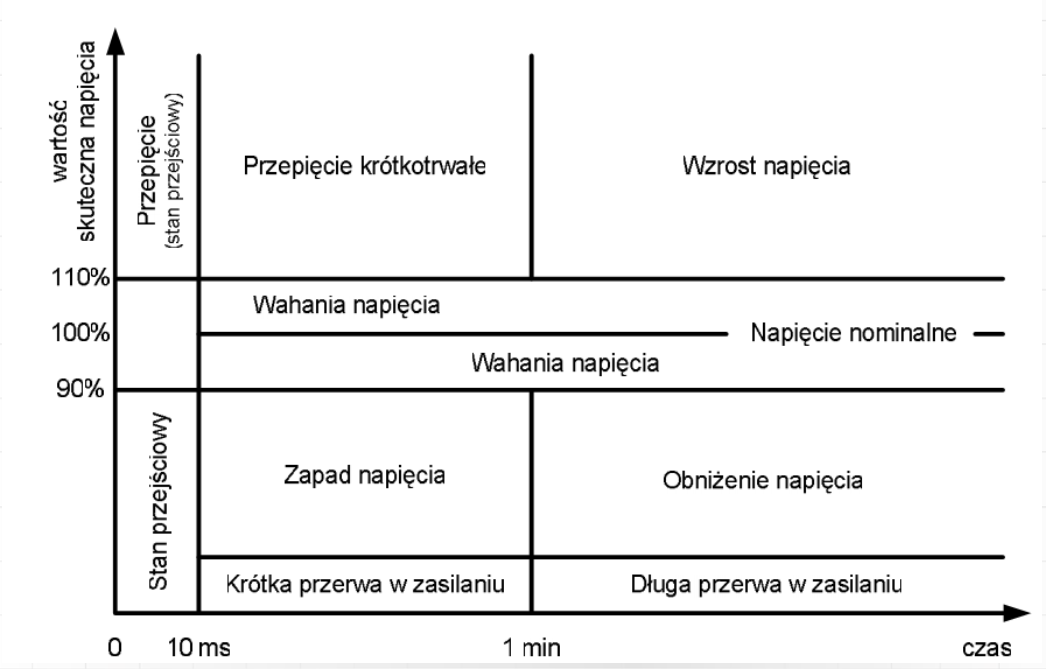 wartość
skuteczna napięcia
Przepięcie
(stan przejściowy)
Przepięcie krótkotrwałe
Wzrost napięcia
110%
Wahania napięcia
100%
Napięcie nominalne
Wahania napięcia
90%
Stan przejściowy
Zapad napięcia
Obniżenie napięcia
Krótka przerwa w zasilaniu
Długa przerwa w zasilaniu
0
10 ms
1 min
czas